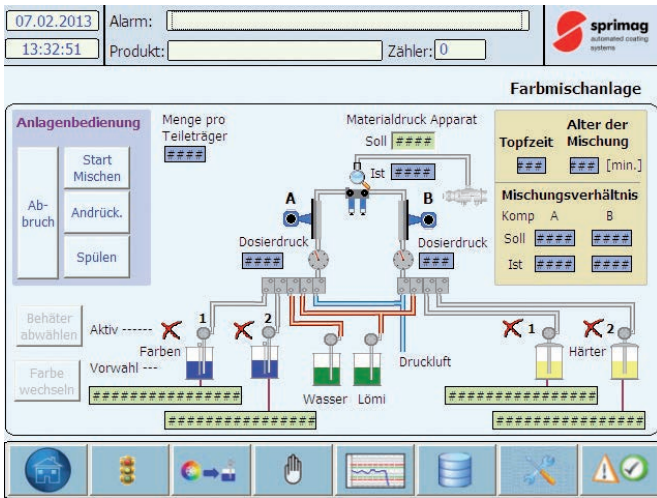 07.02.2013 Alarm:
13:32:51 Produkt: Zähler: 0
sprimag
automated coating
systems
Farbmischanlage
Anlagenbedienung
Ab-
bruch
Start
Mischen
Andrück.
Spülen
Menge pro
Teileträger
####
Materialdruck Apparat
Soll ####
Ist ####
Topfzeit
Alter der
Mischung
### ### [min.]
Mischungsverhältnis
Komp A B
Soll #### ####
Ist #### ####
A B
Dosierdruck
####
Dosierdruck
###
Behäter
abwählen
Aktiv ------
1 2
Farben
Vorwahl ---
Farbe
wechseln
Wasser Lömi
Druckluft
1 2
Härter
###############
###############
###############
###############